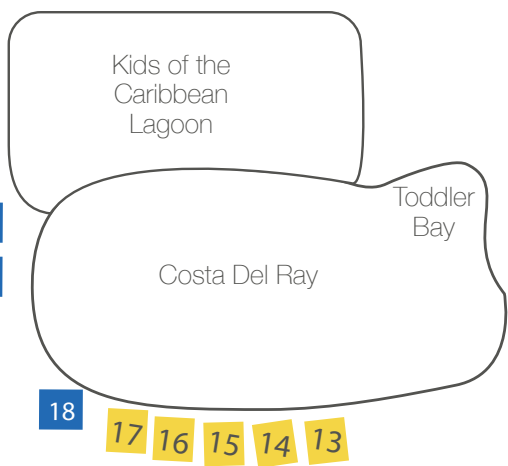 Kids of the
Caribbean
Lagoon
Toddler
Bay
Costa Del Ray
18
17 16 15 14 13